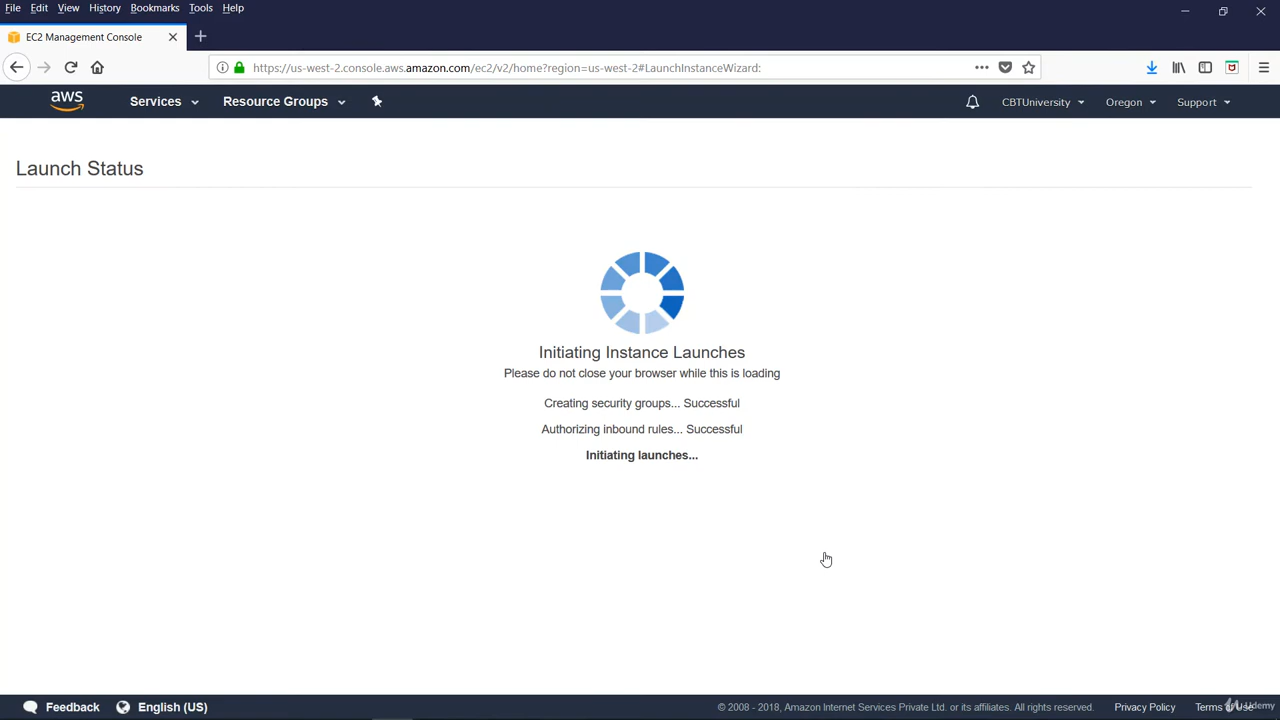 File Edit View History Bookmarks Tools Help
EC2 Management Console
https://us-west-2.console.aws.amazon.com/ec2/v2/home?region=us-west-2#LaunchInstanceWizard:
aws Services Resource Groups CBTUniversity Oregon Support
Launch Status
Initiating Instance Launches
Please do not close your browser while this is loading
Creating security groups... Successful
Authorizing inbound rules... Successful
Initiating launches...
Feedback English (US) © 2008 - 2018, Amazon Internet Services Private Ltd. or its affiliates. All rights reserved. Privacy Policy Terms of Use
Udemy